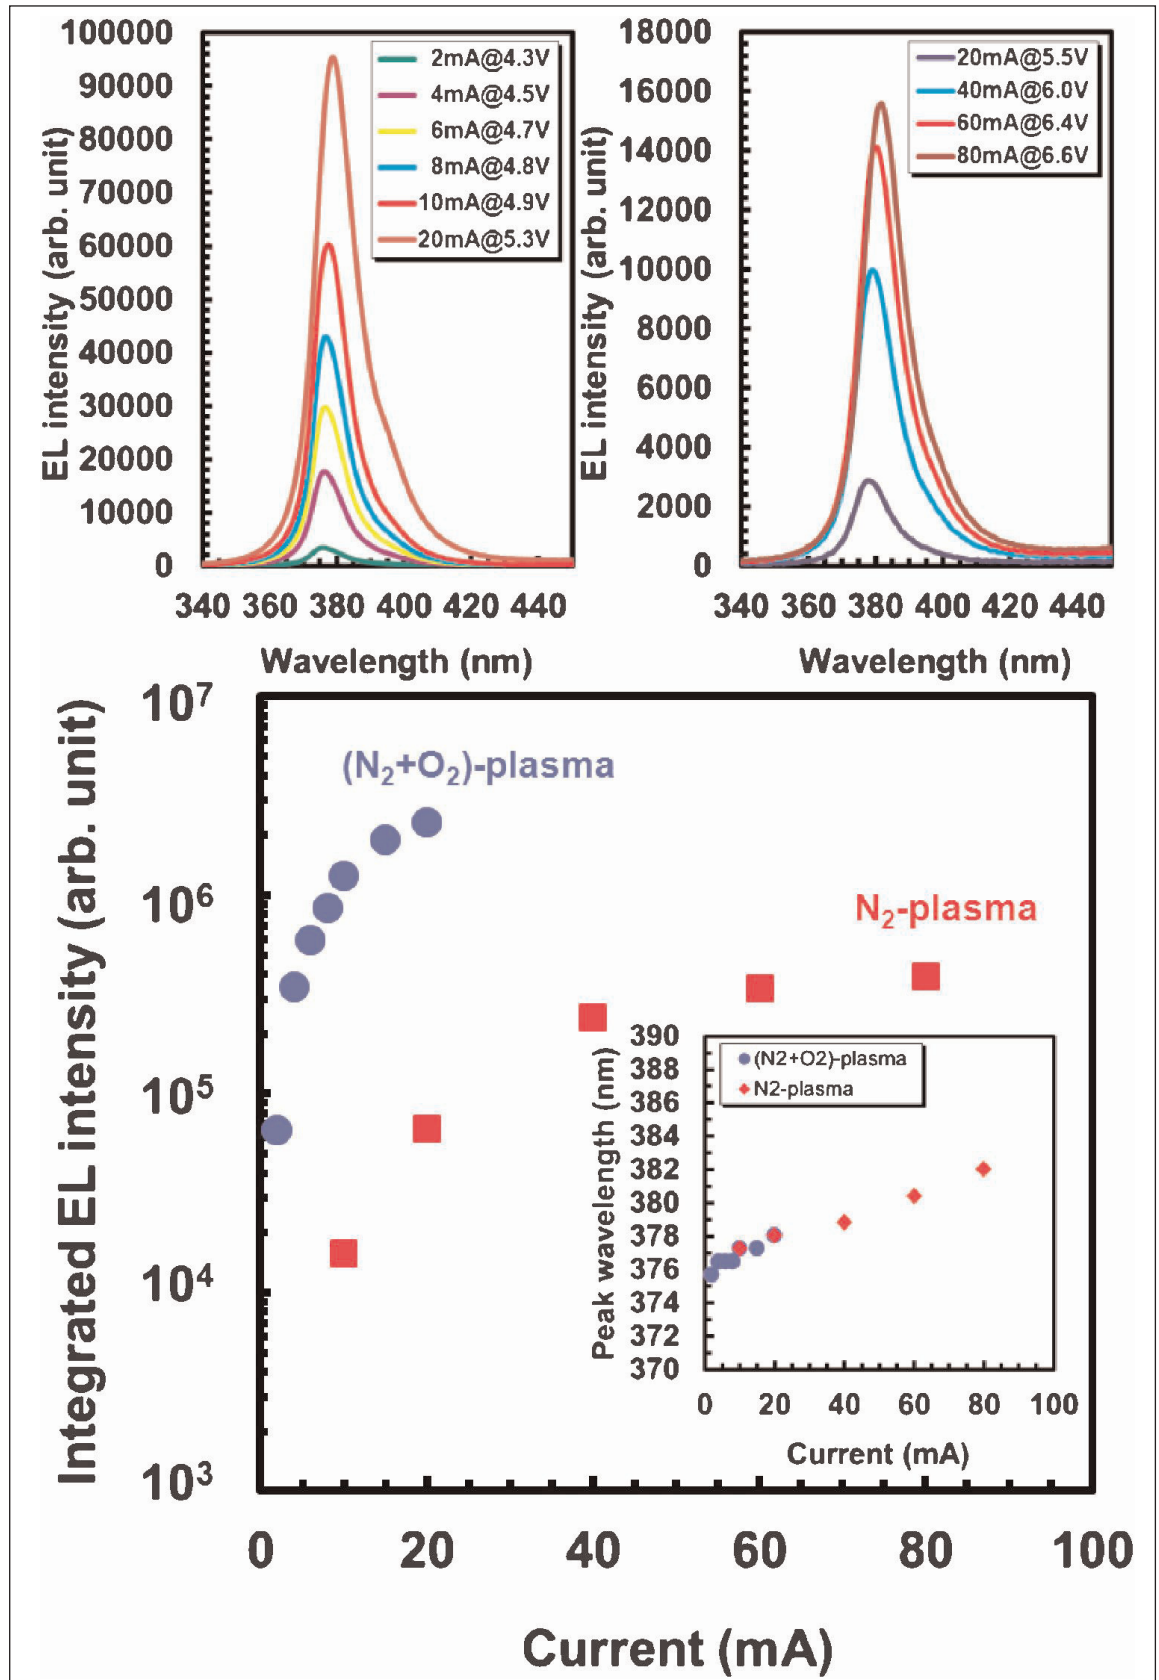 100000
90000
80000
70000
60000
50000
40000
30000
20000
10000
0
EL intensity (arb. unit)
2mA@4.3V
4mA@4.5V
6mA@4.7V
8mA@4.8V
10mA@4.9V
20mA@5.3V
340 360 380 400 420 440
Wavelength (nm)
18000
16000
14000
12000
10000
8000
6000
4000
2000
0
EL intensity (arb. unit)
20mA@5.5V
40mA@6.0V
60mA@6.4V
80mA@6.6V
340 360 380 400 420 440
Wavelength (nm)
10⁷
10⁶
10⁵
10⁴
10³
Integrated EL intensity (arb. unit)
(N₂+O₂)-plasma
N₂-plasma
390
388
386
384
382
380
378
376
374
372
370
Peak wavelength (nm)
(N2+O2)-plasma
N2-plasma
0 20 40 60 80 100
Current (mA)
0 20 40 60 80 100
Current (mA)